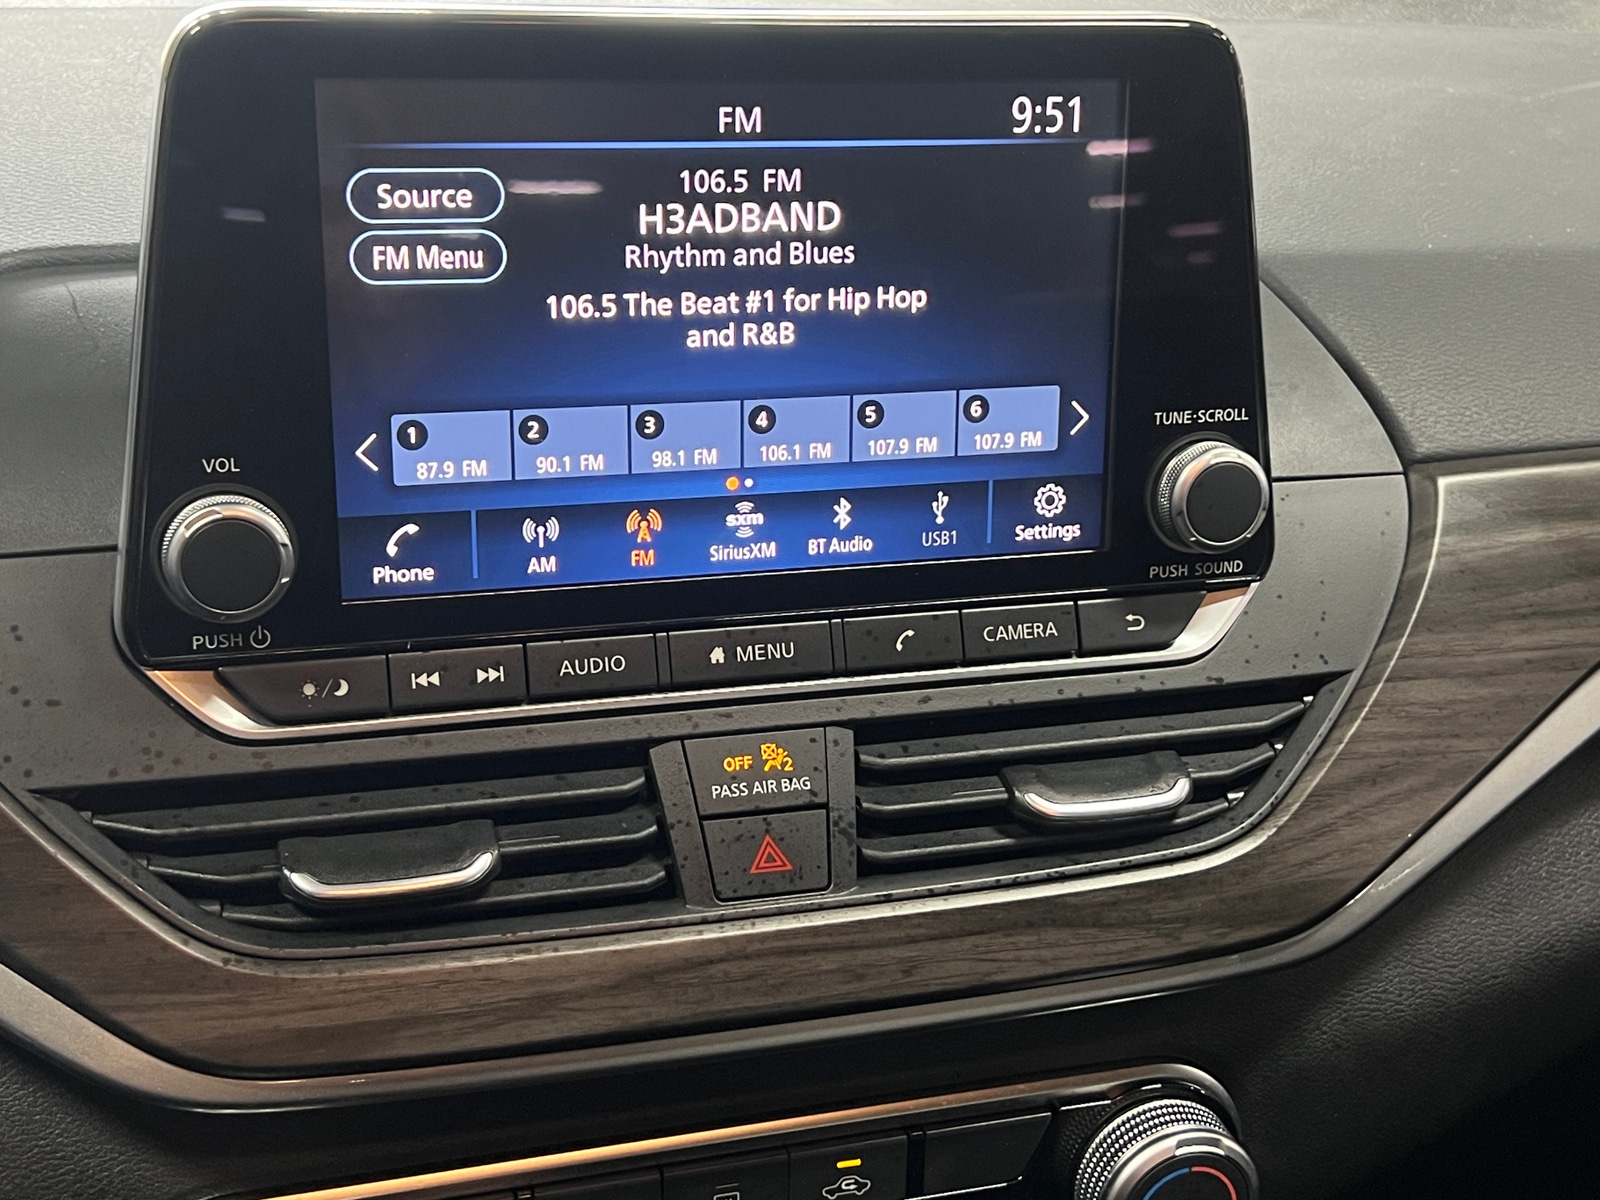 FM
9:51
Source
106.5 FM
H3ADBAND
FM Menu
Rhythm and Blues
106.5 The Beat #1 for Hip Hop
and R&B
1
2
3
4
5
6
87.9 FM
90.1 FM
98.1 FM
106.1 FM
107.9 FM
107.9 FM
Phone
AM
FM
sxm
SiriusXM
BT Audio
USB1
Settings
VOL
PUSH
TUNE·SCROLL
PUSH SOUND
AUDIO
MENU
CAMERA
OFF
2
PASS AIR BAG